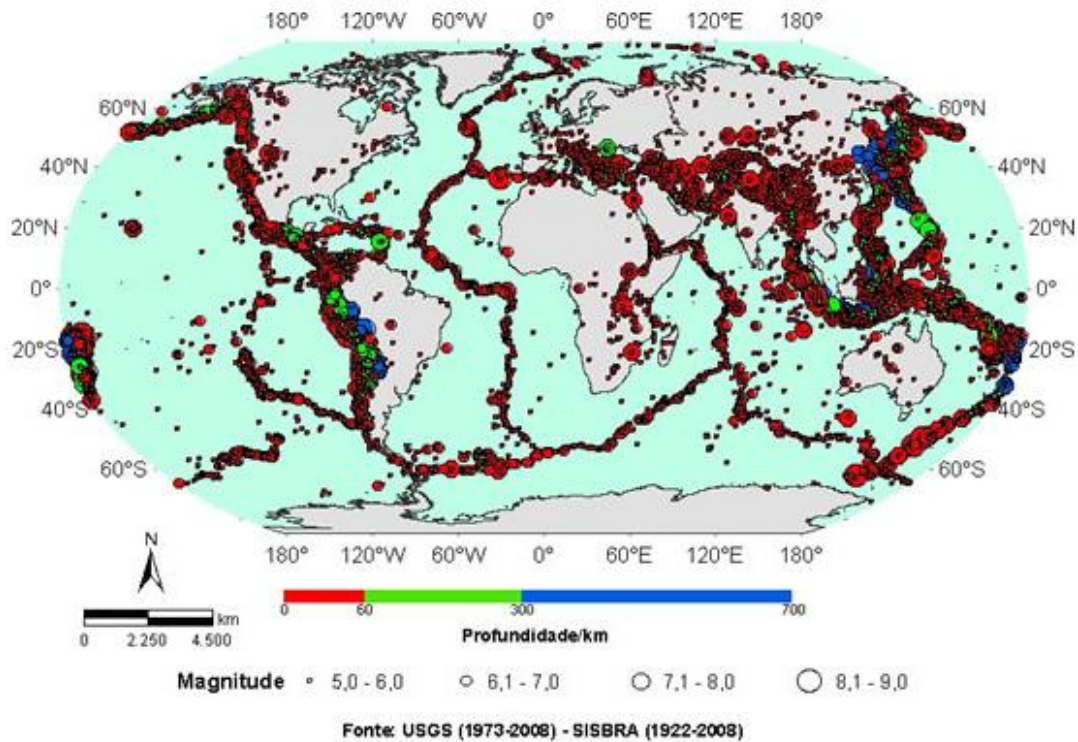 180° 120°W 60°W 0° 60°E 120°E 180°
60°N 60°N
40°N 40°N
20°N 20°N
0° 0°
20°S 20°S
40°S 40°S
60°S 60°S
180° 120°W 60°W 0° 60°E 120°E 180°
N
km
0 2.250 4.500
0 60 300 700
Profundidade/km
Magnitude 5,0 - 6,0 6,1 - 7,0 7,1 - 8,0 8,1 - 9,0
Fonte: USGS (1973-2008) - SISBRA (1922-2008)